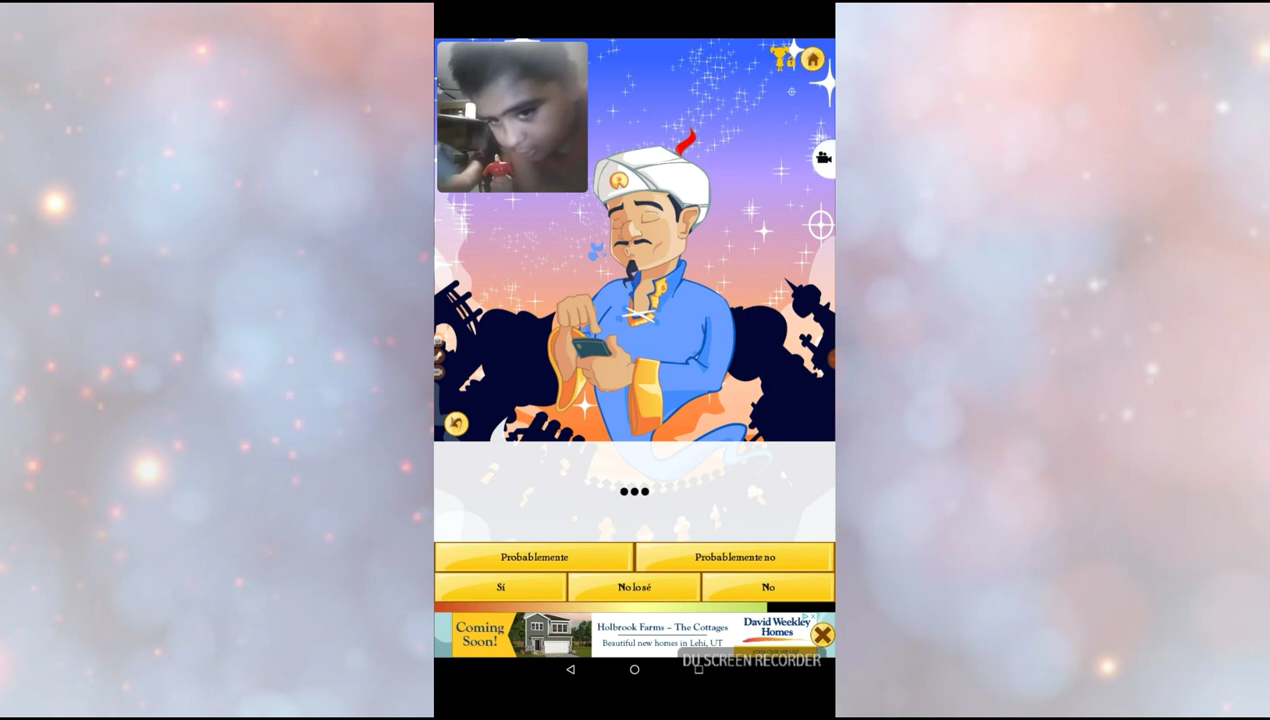 •••
Probablemente
Probablemente no
Sí
No lo sé
No
Coming
Soon!
Holbrook Farms – The Cottages
Beautiful new homes in Lehi, UT
David Weekley
Homes
DU SCREEN RECORDER